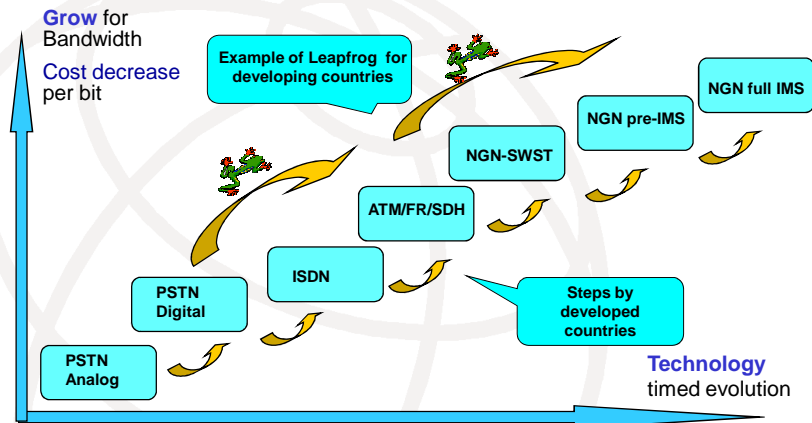 Grow for
Bandwidth
Cost decrease
per bit
Example of Leapfrog for
developing countries
NGN full IMS
NGN pre-IMS
NGN-SWST
ATM/FR/SDH
ISDN
PSTN
Digital
PSTN
Analog
Steps by
developed
countries
Technology
timed evolution